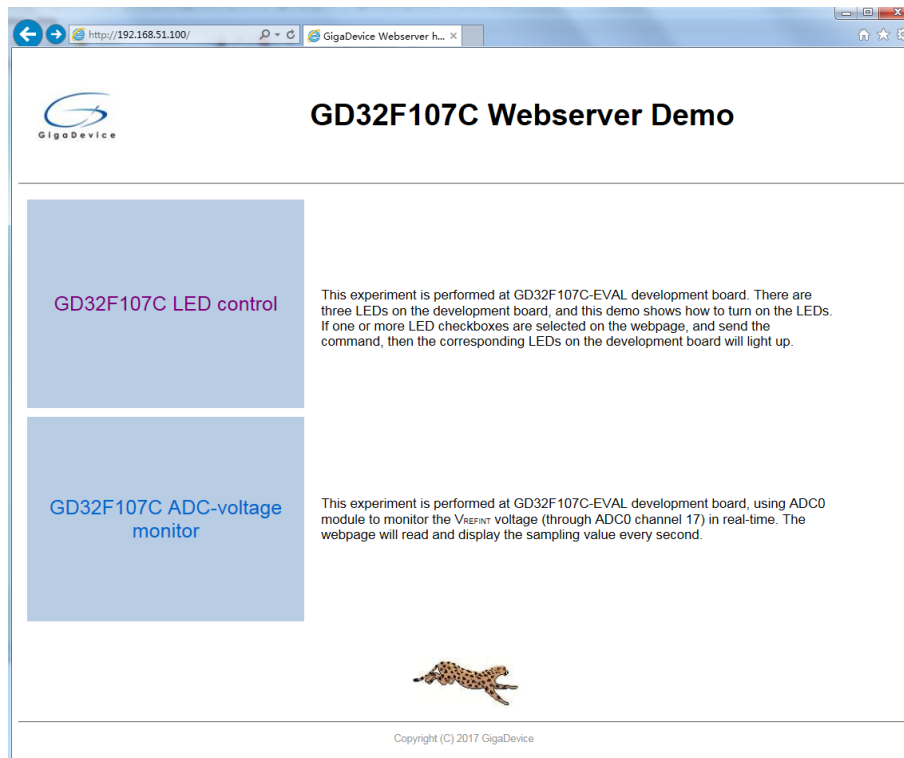 http://192.168.51.100/
GigaDevice Webserver h...
GigaDevice
GD32F107C Webserver Demo
GD32F107C LED control
This experiment is performed at GD32F107C-EVAL development board. There are
three LEDs on the development board, and this demo shows how to turn on the LEDs.
If one or more LED checkboxes are selected on the webpage, and send the
command, then the corresponding LEDs on the development board will light up.
GD32F107C ADC-voltage
monitor
This experiment is performed at GD32F107C-EVAL development board, using ADC0
module to monitor the VREFINT voltage (through ADC0 channel 17) in real-time. The
webpage will read and display the sampling value every second.
Copyright (C) 2017 GigaDevice